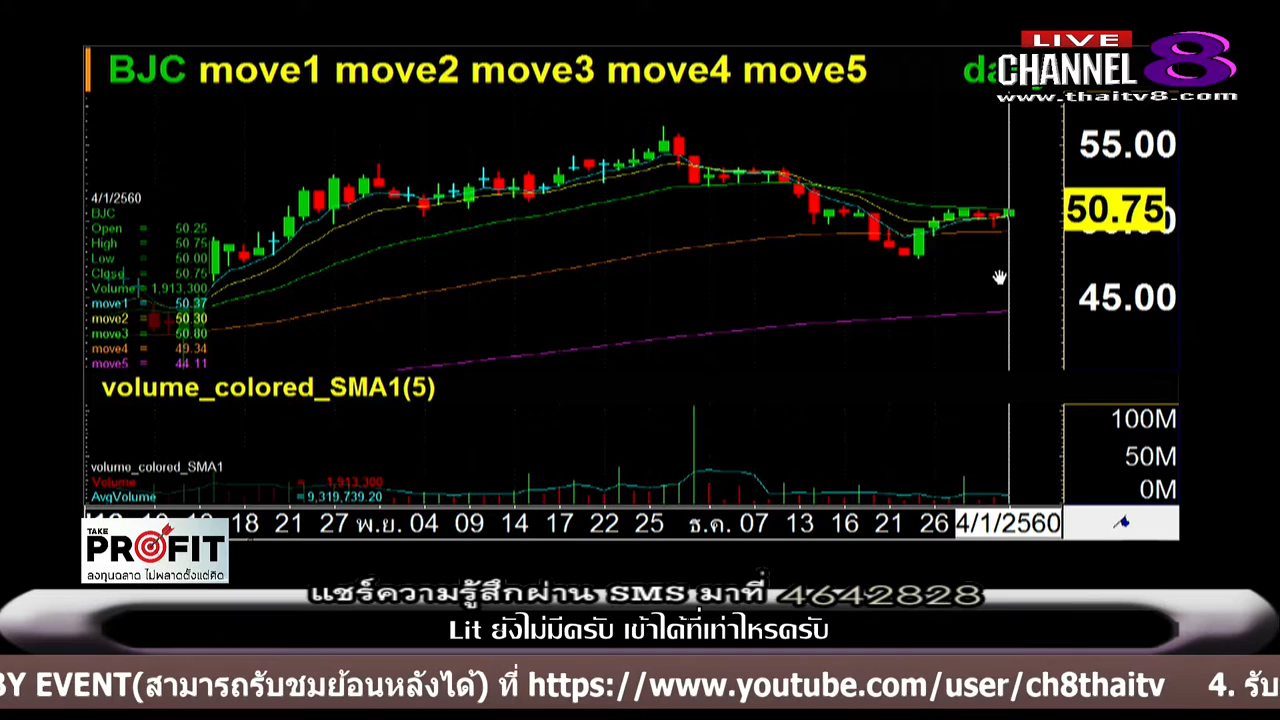 BJC move1 move2 move3 move4 move5
LIVE
CHANNEL 8
www.thaitv8.com
55.00
50.75
45.00
4/1/2560
BJC
Open = 50.25
High = 50.75
Low = 50.00
Close = 50.75
Volume = 1,913,300
move1 = 50.37
move2 = 50.30
move3 = 50.80
move4 = 49.34
move5 = 44.11
volume_colored_SMA1(5)
100M
50M
0M
volume_colored_SMA1
Volume = 1,913,300
AvgVolume = 9,319,739.20
18 21 27 พ.ย. 04 09 14 17 22 25 ธ.ค. 07 13 16 21 26 4/1/2560
TAKE
PROFIT
ลงทุนฉลาด ไม่พลาดตั้งแต่คิด
แชร์ความรู้สึกผ่าน SMS มาที่ 4642828
Lit ยังไม่มีครับ เข้าได้ที่เท่าไหรครับ
BY EVENT(สามารถรับชมย้อนหลังได้) ที่ https://www.youtube.com/user/ch8thaitv 4. รับ